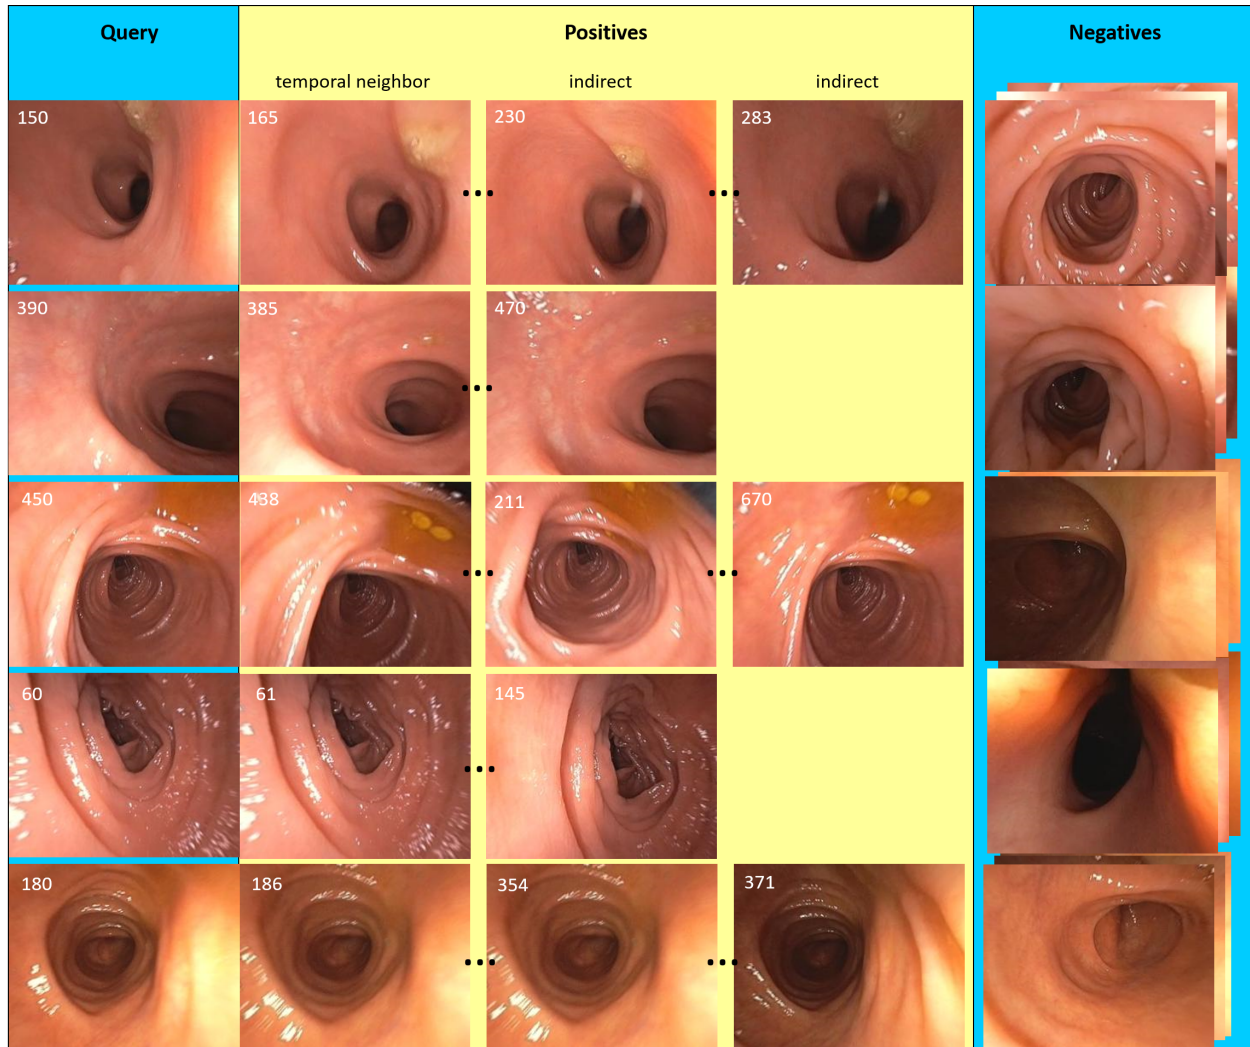 Query Positives Negatives
temporal neighbor indirect indirect
150 165 230 283
390 385 470
450 438 211 670
60 61 145
180 186 354 371